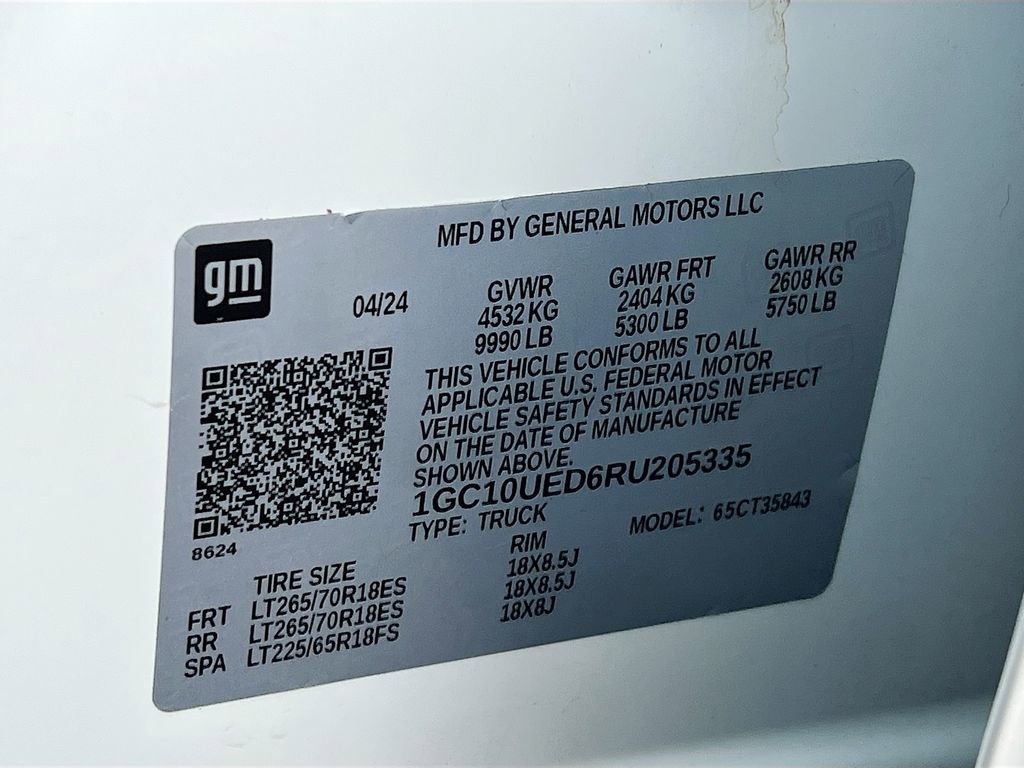 MFD BY GENERAL MOTORS LLC
gm
04/24
GVWR GAWR FRT GAWR RR
4532 KG 2404 KG 2608 KG
9990 LB 5300 LB 5750 LB
THIS VEHICLE CONFORMS TO ALL
APPLICABLE U.S. FEDERAL MOTOR
VEHICLE SAFETY STANDARDS IN EFFECT
ON THE DATE OF MANUFACTURE
SHOWN ABOVE.
1GC10UED6RU205335
TYPE: TRUCK MODEL: 65CT35843
8624
TIRE SIZE RIM
FRT LT265/70R18ES 18X8.5J
RR LT265/70R18ES 18X8.5J
SPA LT225/65R18FS 18X8J